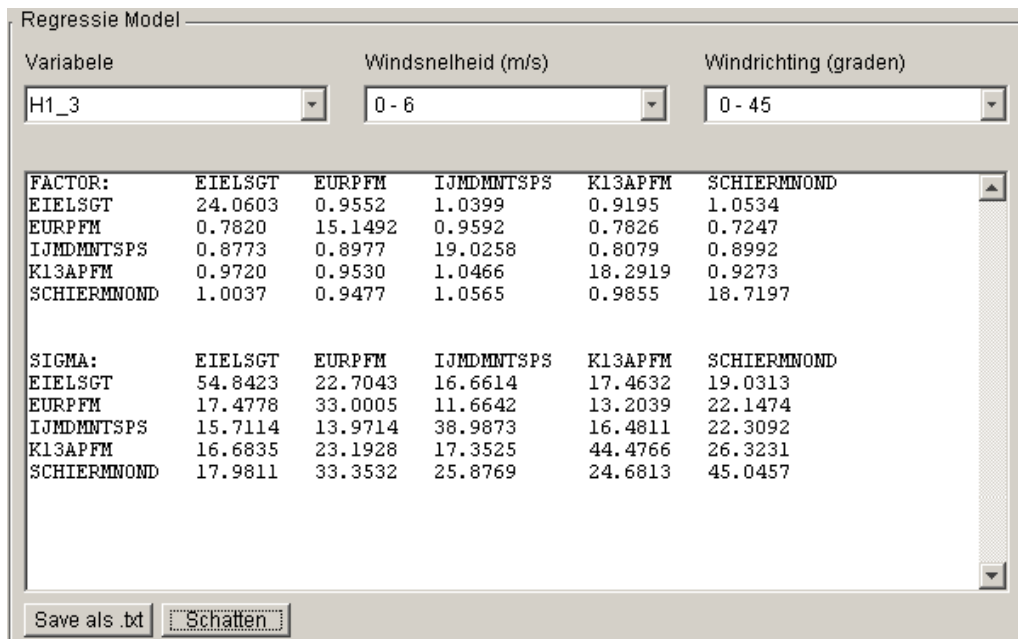 Regressie Model
Variabele Windsnelheid (m/s) Windrichting (graden)
H1_3 0 - 6 0 - 45
FACTOR: EIELSGT EURPFM IJMDMNTSPS K13APFM SCHIERMNOND
EIELSGT 24.0603 0.9552 1.0399 0.9195 1.0534
EURPFM 0.7820 15.1492 0.9592 0.7826 0.7247
IJMDMNTSPS 0.8773 0.8977 19.0258 0.8079 0.8992
K13APFM 0.9720 0.9530 1.0466 18.2919 0.9273
SCHIERMNOND 1.0037 0.9477 1.0565 0.9855 18.7197
SIGMA: EIELSGT EURPFM IJMDMNTSPS K13APFM SCHIERMNOND
EIELSGT 54.8423 22.7043 16.6614 17.4632 19.0313
EURPFM 17.4778 33.0005 11.6642 13.2039 22.1474
IJMDMNTSPS 15.7114 13.9714 38.9873 16.4811 22.3092
K13APFM 16.6835 23.1928 17.3525 44.4766 26.3231
SCHIERMNOND 17.9811 33.3532 25.8769 24.6813 45.0457
Save als .txt Schatten